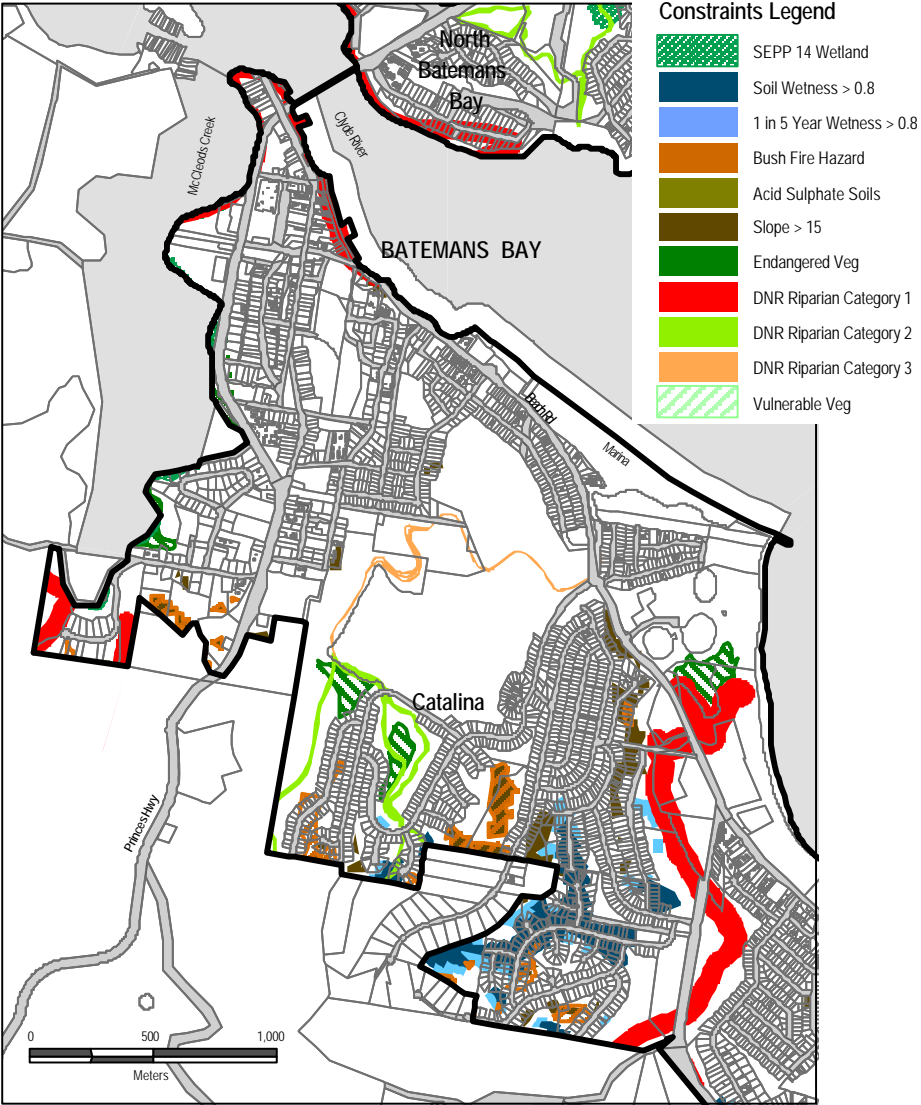 Constraints Legend
SEPP 14 Wetland
Soil Wetness > 0.8
1 in 5 Year Wetness > 0.8
Bush Fire Hazard
Acid Sulphate Soils
Slope > 15
Endangered Veg
DNR Riparian Category 1
DNR Riparian Category 2
DNR Riparian Category 3
Vulnerable Veg
North
Batemans
Bay
Clyde River
McCleods Creek
BATEMANS BAY
Beach Rd
Marina
Catalina
Princes Hwy
0 500 1,000
Meters